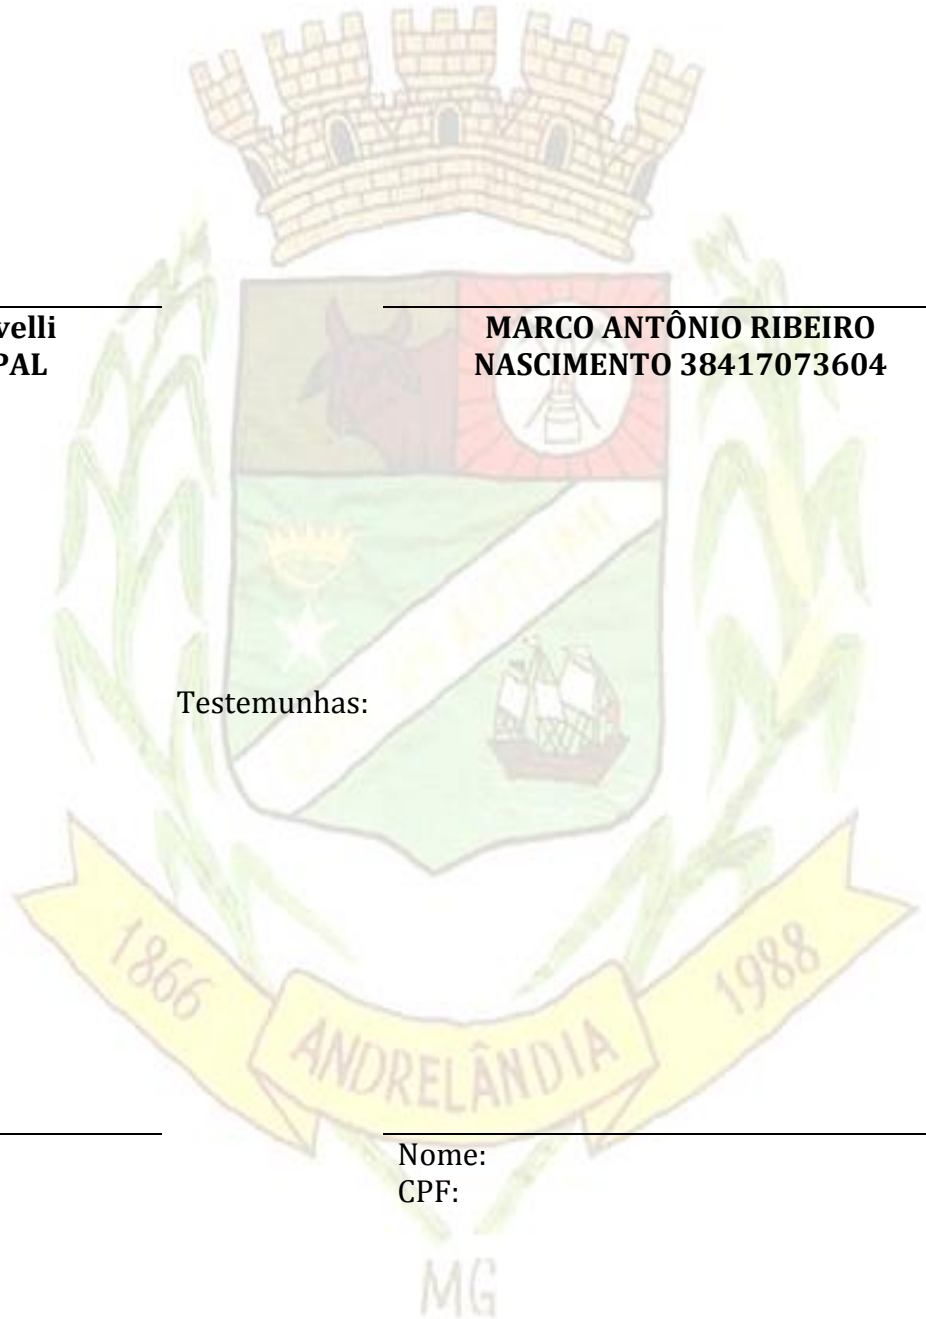 velli
PAL
MARCO ANTÔNIO RIBEIRO
NASCIMENTO 38417073604
Testemunhas:
1866
ANDRELÂNDIA
1988
Nome:
CPF:
MG